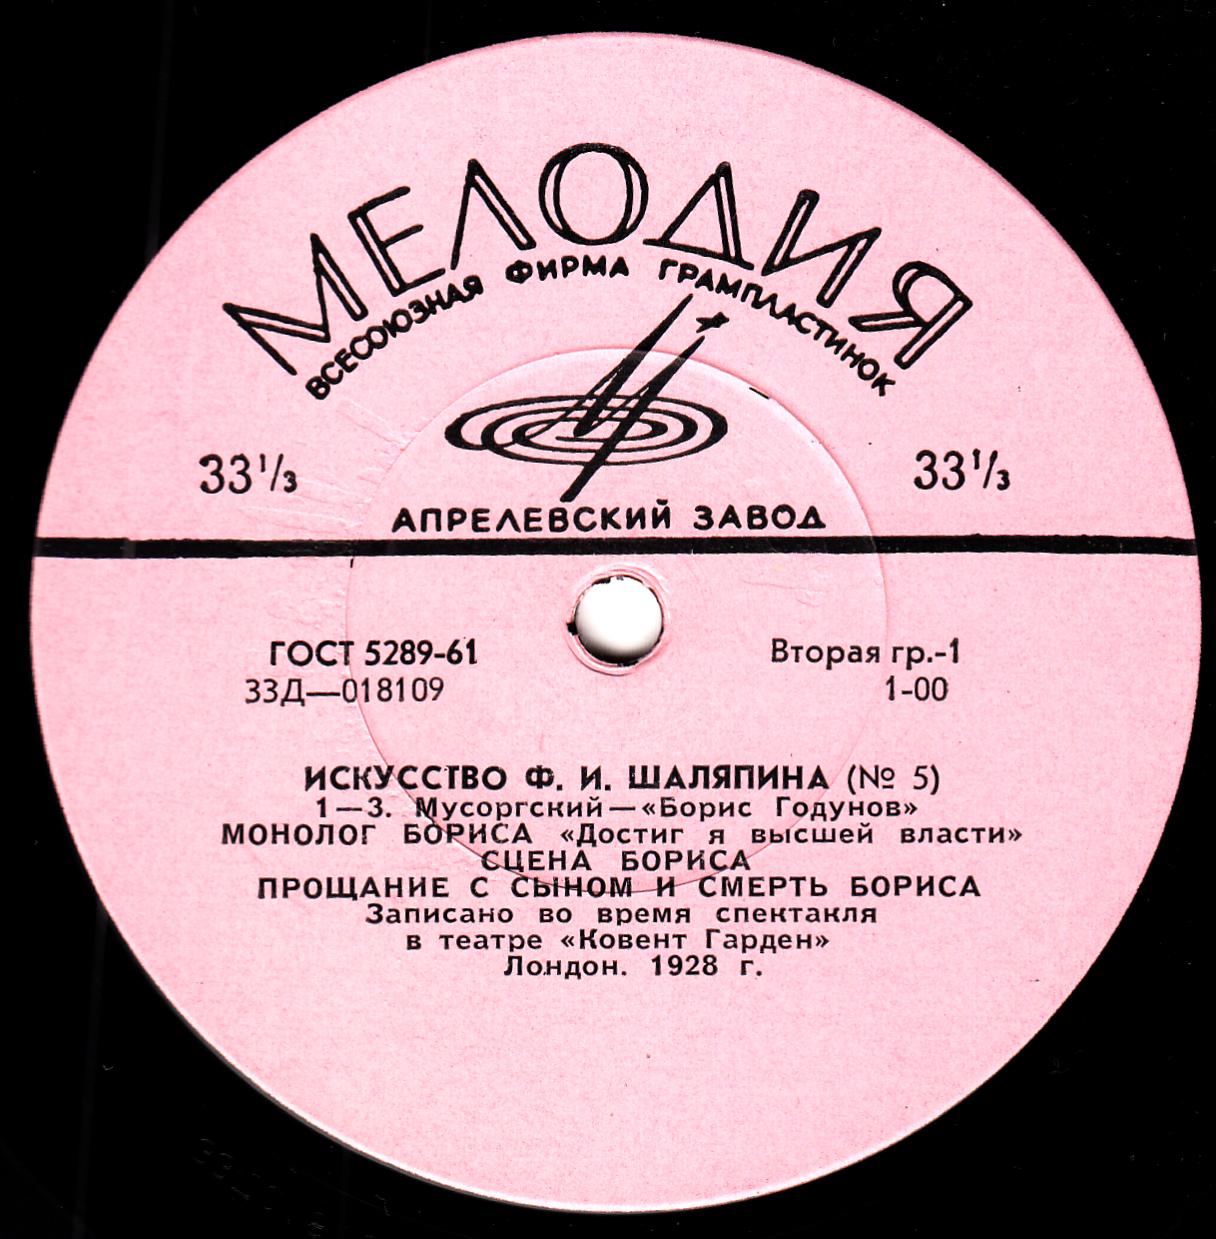 МЕЛОДИЯ
ВСЕСОЮЗНАЯ ФИРМА ГРАМПЛАСТИНОК
33⅓ 33⅓
АПРЕЛЕВСКИЙ ЗАВОД
ГОСТ 5289-61 Вторая гр.-1
33Д—018109 1-00
ИСКУССТВО Ф. И. ШАЛЯПИНА (№ 5)
1—3. Мусоргский—«Борис Годунов»
МОНОЛОГ БОРИСА «Достиг я высшей власти»
СЦЕНА БОРИСА
ПРОЩАНИЕ С СЫНОМ И СМЕРТЬ БОРИСА
Записано во время спектакля
в театре «Ковент Гарден»
Лондон. 1928 г.